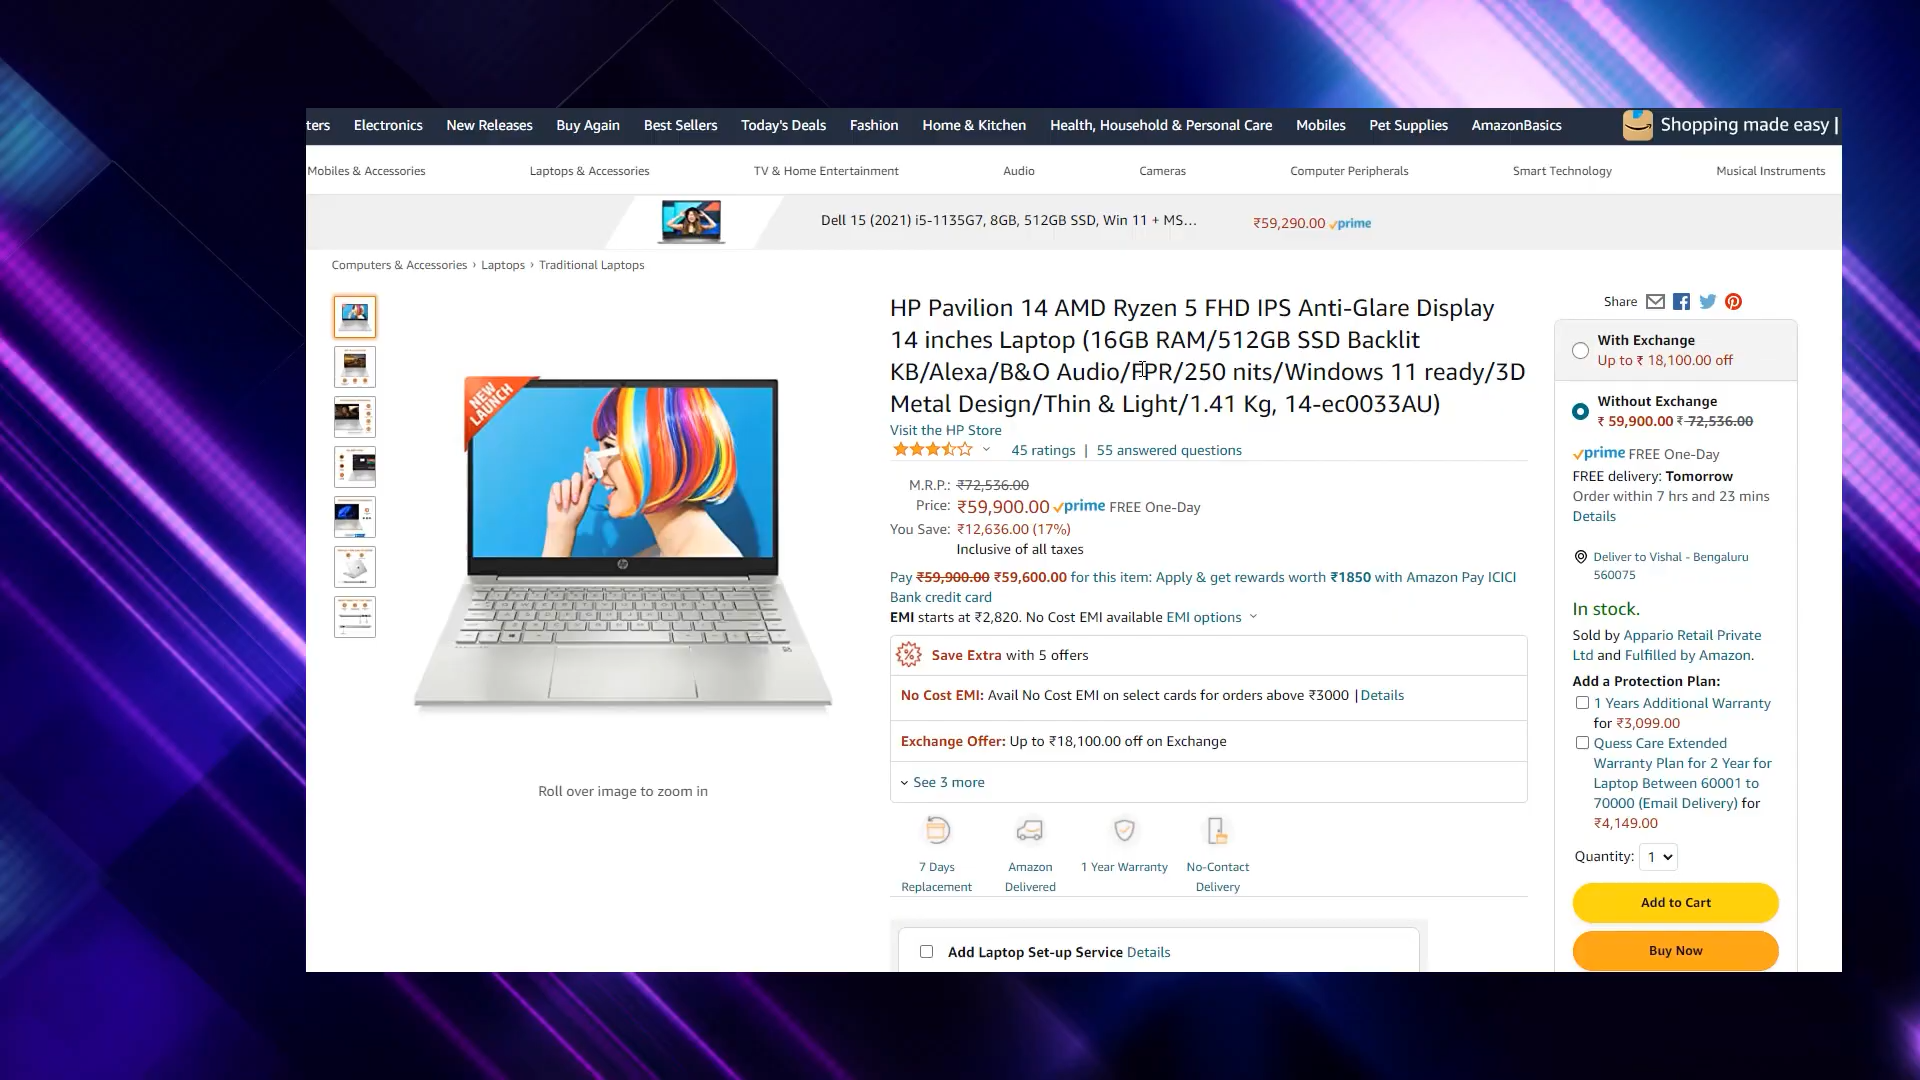 ters Electronics New Releases Buy Again Best Sellers Today's Deals Fashion Home & Kitchen Health, Household & Personal Care Mobiles Pet Supplies AmazonBasics Shopping made easy |
Mobiles & Accessories Laptops & Accessories TV & Home Entertainment Audio Cameras Computer Peripherals Smart Technology Musical Instruments
Dell 15 (2021) i5-1135G7, 8GB, 512GB SSD, Win 11 + MS... ₹59,290.00 prime
Computers & Accessories › Laptops › Traditional Laptops
NEW
LAUNCH
hp
Roll over image to zoom in
HP Pavilion 14 AMD Ryzen 5 FHD IPS Anti-Glare Display
14 inches Laptop (16GB RAM/512GB SSD Backlit
KB/Alexa/B&O Audio/FPR/250 nits/Windows 11 ready/3D
Metal Design/Thin & Light/1.41 Kg, 14-ec0033AU)
Visit the HP Store
45 ratings | 55 answered questions
M.R.P.: ₹72,536.00
Price: ₹59,900.00 prime FREE One-Day
You Save: ₹12,636.00 (17%)
Inclusive of all taxes
Pay ₹59,900.00 ₹59,600.00 for this item: Apply & get rewards worth ₹1850 with Amazon Pay ICICI
Bank credit card
EMI starts at ₹2,820. No Cost EMI available EMI options
Save Extra with 5 offers
No Cost EMI: Avail No Cost EMI on select cards for orders above ₹3000 | Details
Exchange Offer: Up to ₹18,100.00 off on Exchange
See 3 more
7 Days
Replacement
Amazon
Delivered
1 Year Warranty
No-Contact
Delivery
Add Laptop Set-up Service Details
Share
With Exchange
Up to ₹ 18,100.00 off
Without Exchange
₹ 59,900.00 ₹ 72,536.00
prime FREE One-Day
FREE delivery: Tomorrow
Order within 7 hrs and 23 mins
Details
Deliver to Vishal - Bengaluru
560075
In stock.
Sold by Appario Retail Private
Ltd and Fulfilled by Amazon.
Add a Protection Plan:
1 Years Additional Warranty
for ₹3,099.00
Quess Care Extended
Warranty Plan for 2 Year for
Laptop Between 60001 to
70000 (Email Delivery) for
₹4,149.00
Quantity: 1
Add to Cart
Buy Now